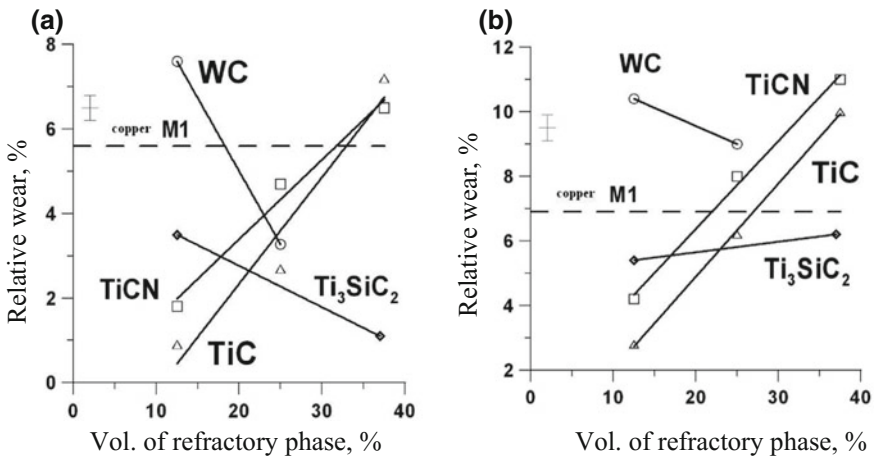 (a)
8
6
4
2
0
0 10 20 30 40
Relative wear, %
Vol. of refractory phase, %
WC
copper M1
TiCN
TiC
Ti₃SiC₂
(b)
12
10
8
6
4
2
0 10 20 30 40
Relative wear, %
Vol. of refractory phase, %
WC
TiCN
copper M1
TiC
Ti₃SiC₂